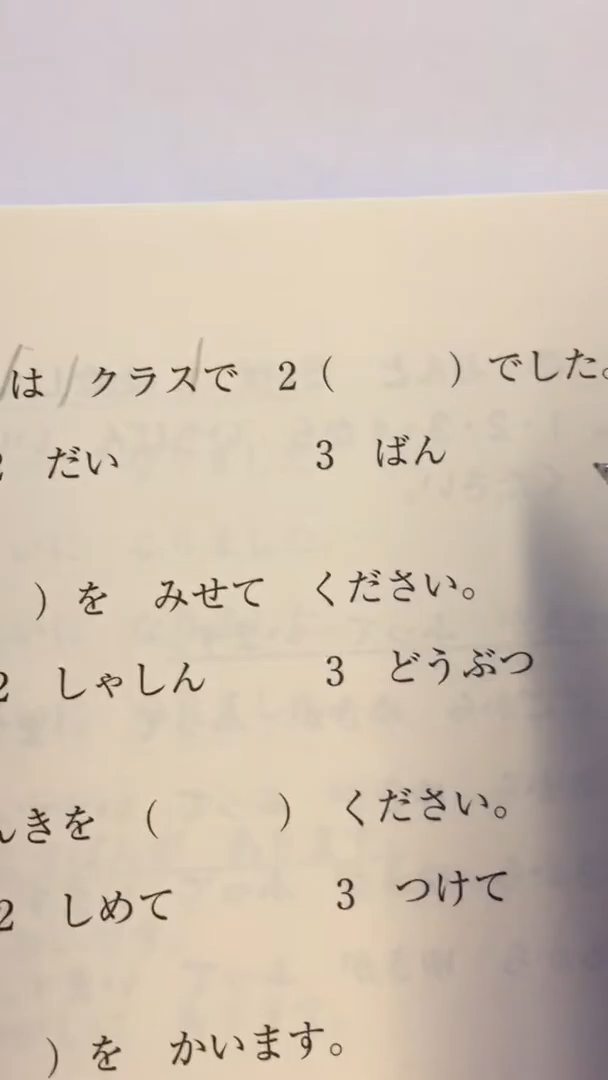 は クラスで 2（　　　）でした。
2 だい 3 ばん
）を みせて ください。
2 しゃしん 3 どうぶつ
んきを （　　　） ください。
2 しめて 3 つけて
）を かいます。